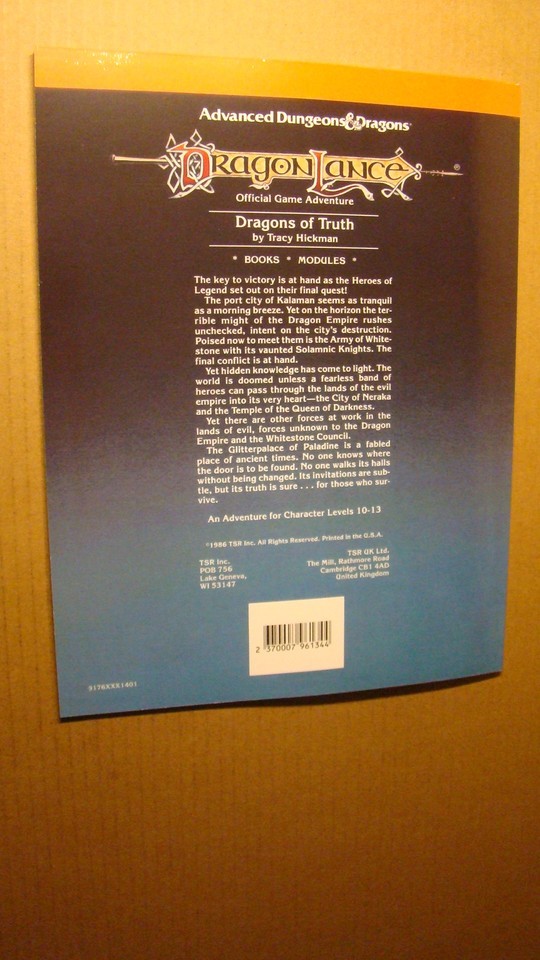 Advanced Dungeons & Dragons
DRAGONLANCE®
Official Game Adventure
Dragons of Truth
by Tracy Hickman
* BOOKS * MODULES *
The key to victory is at hand as the Heroes of
Legend set out on their final quest!
The port city of Kalaman seems as tranquil
as a morning breeze. Yet on the horizon the ter-
rible might of the Dragon Empire rushes
unchecked, intent on the city's destruction.
Poised now to meet them is the Army of White-
stone with its vaunted Solamnic Knights. The
final conflict is at hand.
Yet hidden knowledge has come to light. The
world is doomed unless a fearless band of
heroes can pass through the lands of the evil
empire into its very heart—the City of Neraka
and the Temple of the Queen of Darkness.
Yet there are other forces at work in the
lands of evil, forces unknown to the Dragon
Empire and the Whitestone Council.
The Glitterpalace of Paladine is a fabled
place of ancient times. No one knows where
the door is to be found. No one walks its halls
without being changed. Its invitations are sub-
tle, but its truth is sure . . . for those who sur-
vive.
An Adventure for Character Levels 10-13
©1986 TSR Inc. All Rights Reserved. Printed in the U.S.A.
TSR Inc.
POB 756
Lake Geneva,
WI 53147
TSR UK Ltd.
The Mill, Rathmore Road
Cambridge CB1 4AD
United Kingdom
2 370007 961344
9176XXX1401